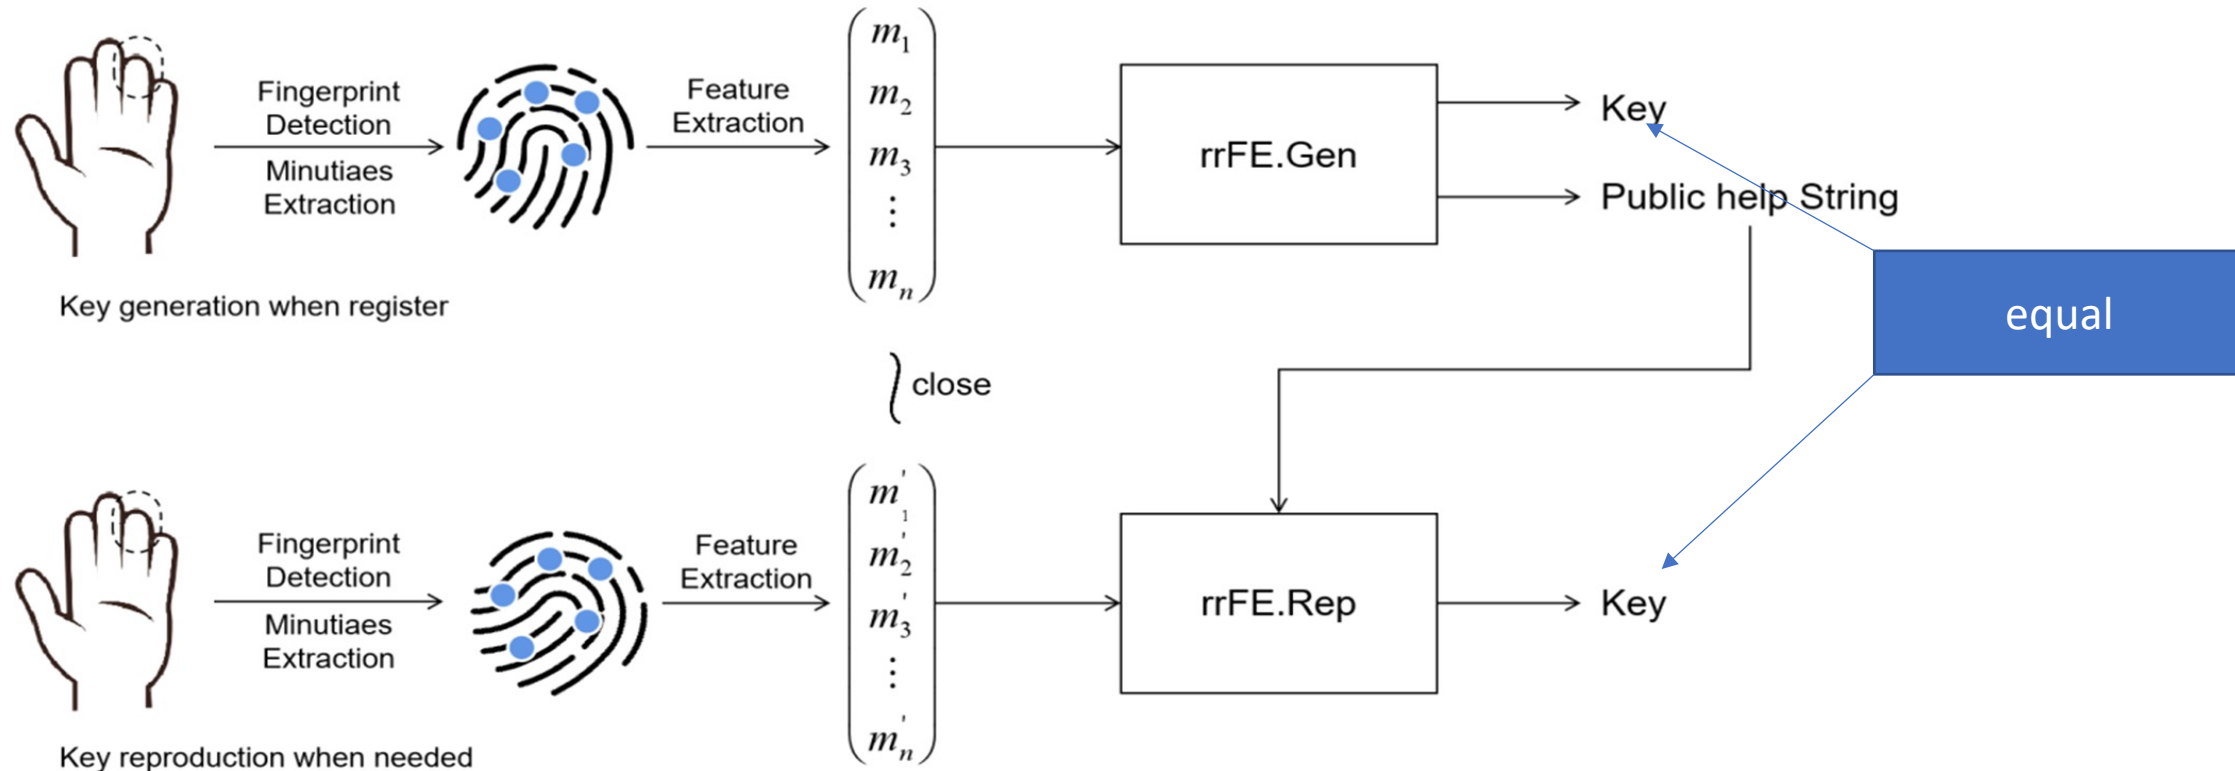 Fingerprint
Detection
Minutiaes
Extraction
Feature
Extraction
m1
m2
m3
⋮
mn
rrFE.Gen
Key
Public help String
Key generation when register
equal
close
Fingerprint
Detection
Minutiaes
Extraction
Feature
Extraction
m'1
m'2
m'3
⋮
m'n
rrFE.Rep
Key
Key reproduction when needed